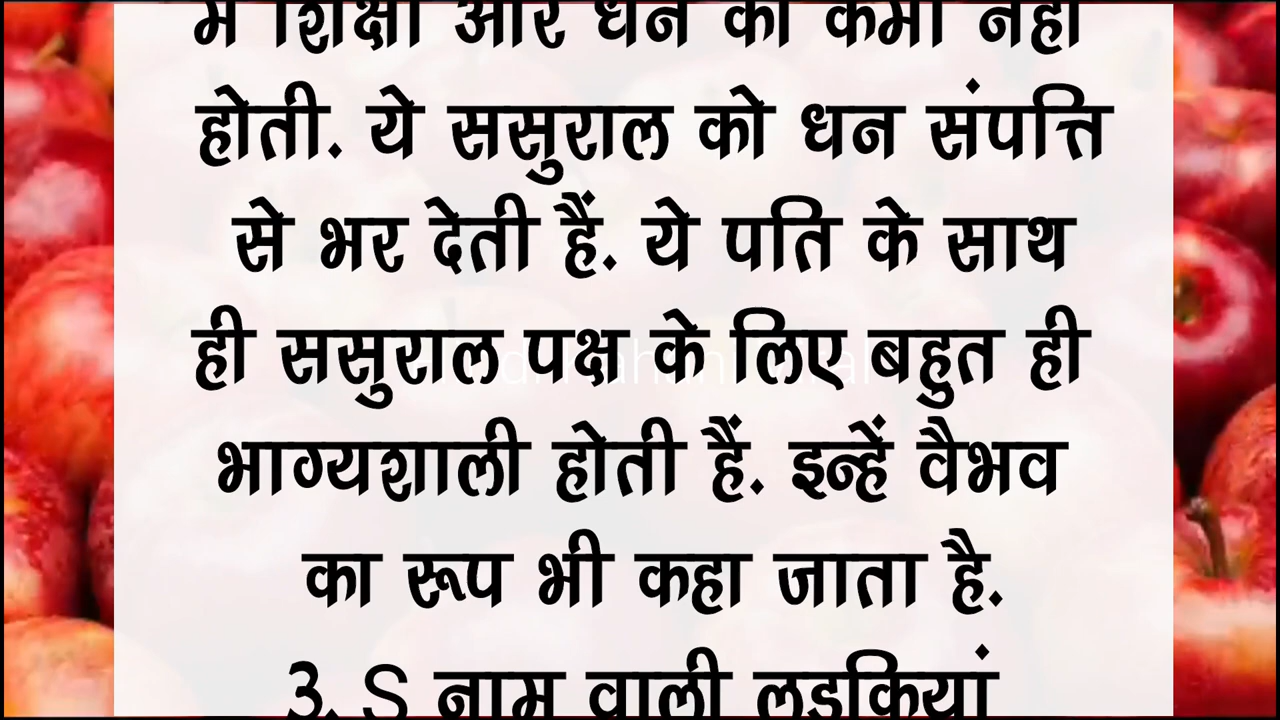 में शिक्षा और धन की कमी नहीं
होती. ये ससुराल को धन संपत्ति
से भर देती हैं. ये पति के साथ
ही ससुराल पक्ष के लिए बहुत ही
भाग्यशाली होती हैं. इन्हें वैभव
का रूप भी कहा जाता है.
3. S नाम वाली लड़कियां